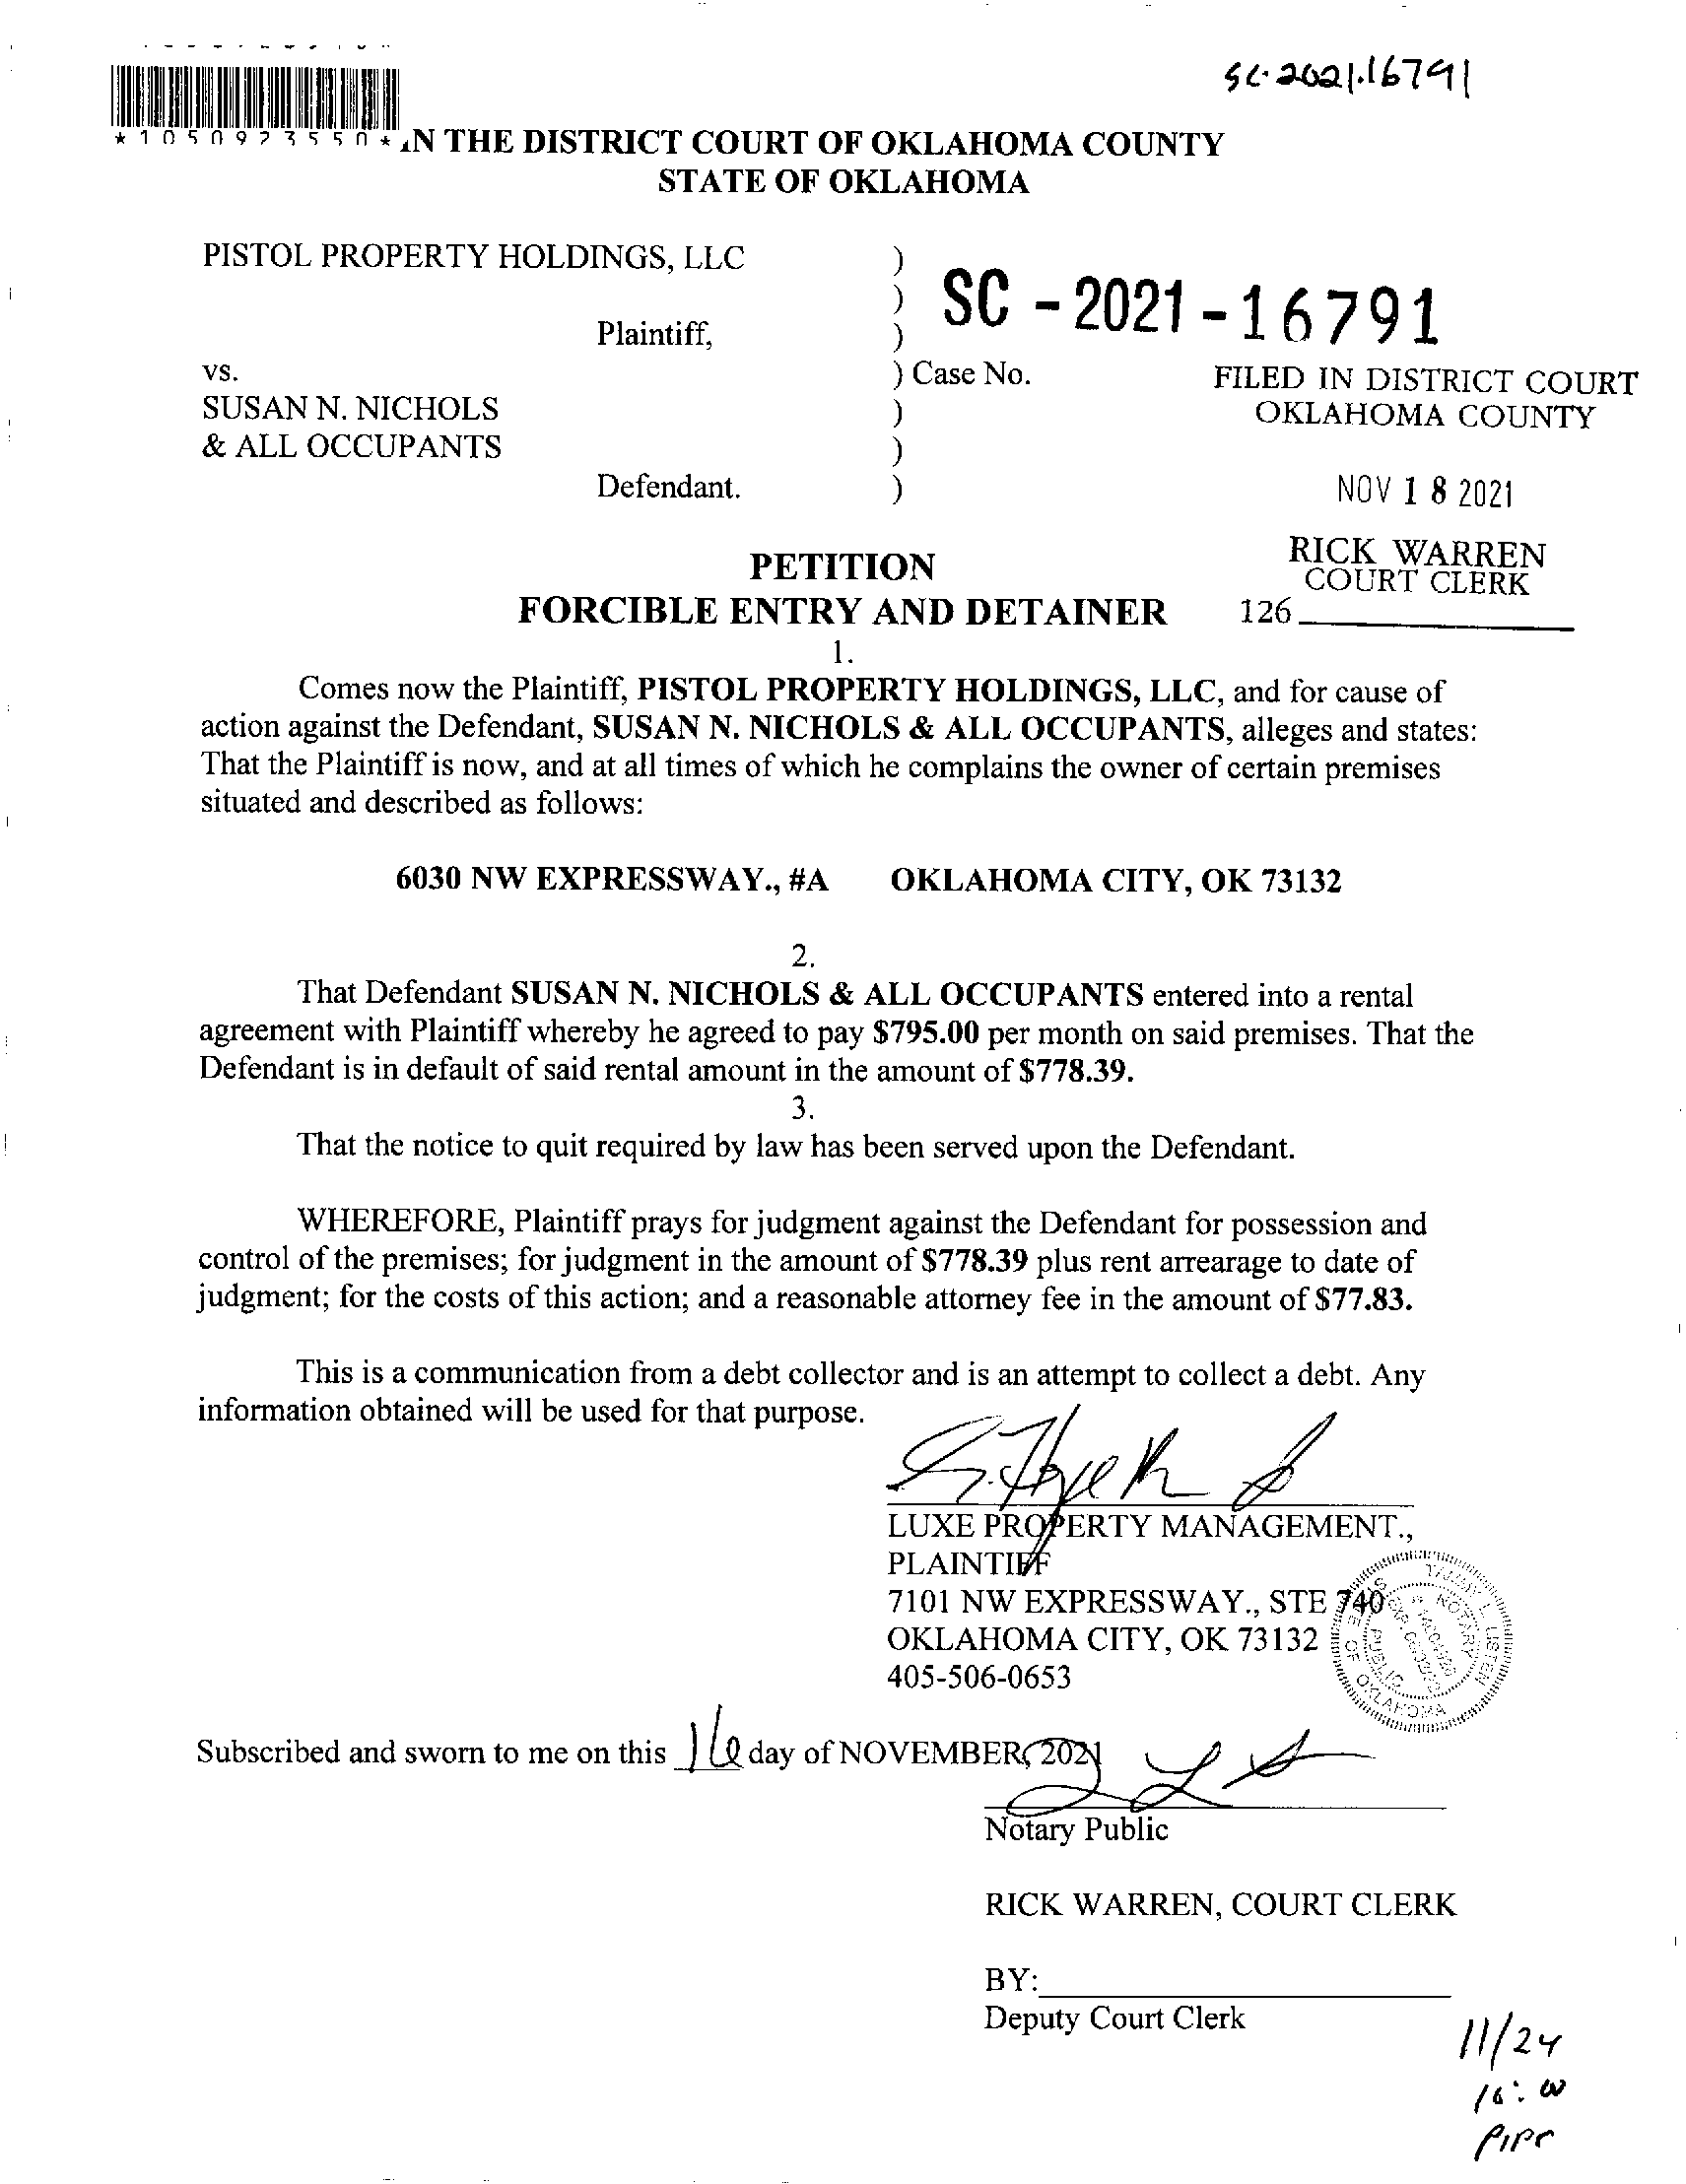 SC-2021-16791
*1050923550*
IN THE DISTRICT COURT OF OKLAHOMA COUNTY
STATE OF OKLAHOMA
PISTOL PROPERTY HOLDINGS, LLC )
)
Plaintiff, )
SC - 2021 - 16791
vs. ) Case No.
SUSAN N. NICHOLS )
& ALL OCCUPANTS )
Defendant. )
FILED IN DISTRICT COURT
OKLAHOMA COUNTY
NOV 18 2021
RICK WARREN
COURT CLERK
126
PETITION
FORCIBLE ENTRY AND DETAINER
1.
Comes now the Plaintiff, PISTOL PROPERTY HOLDINGS, LLC, and for cause of
action against the Defendant, SUSAN N. NICHOLS & ALL OCCUPANTS, alleges and states:
That the Plaintiff is now, and at all times of which he complains the owner of certain premises
situated and described as follows:
6030 NW EXPRESSWAY., #A OKLAHOMA CITY, OK 73132
2.
That Defendant SUSAN N. NICHOLS & ALL OCCUPANTS entered into a rental
agreement with Plaintiff whereby he agreed to pay $795.00 per month on said premises. That the
Defendant is in default of said rental amount in the amount of $778.39.
3.
That the notice to quit required by law has been served upon the Defendant.
WHEREFORE, Plaintiff prays for judgment against the Defendant for possession and
control of the premises; for judgment in the amount of $778.39 plus rent arrearage to date of
judgment; for the costs of this action; and a reasonable attorney fee in the amount of $77.83.
This is a communication from a debt collector and is an attempt to collect a debt. Any
information obtained will be used for that purpose.
LUXE PROPERTY MANAGEMENT.,
PLAINTIFF
7101 NW EXPRESSWAY., STE 740
OKLAHOMA CITY, OK 73132
405-506-0653
NOTARY PUBLIC
OF OKLAHOMA
Subscribed and sworn to me on this 16 day of NOVEMBER, 2021
Notary Public
RICK WARREN, COURT CLERK
BY:
Deputy Court Clerk
11/24